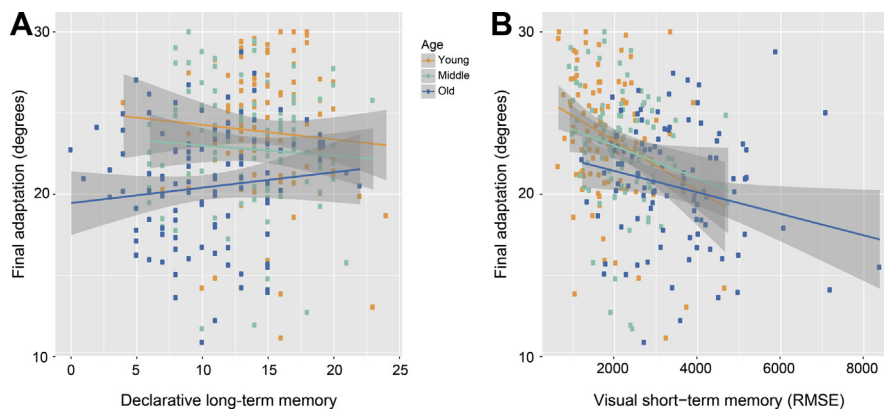 A
Final adaptation (degrees)
30
20
10
0
5
10
15
20
25
Declarative long-term memory
Age
Young
Middle
Old
B
Final adaptation (degrees)
30
20
10
2000
4000
6000
8000
Visual short-term memory (RMSE)